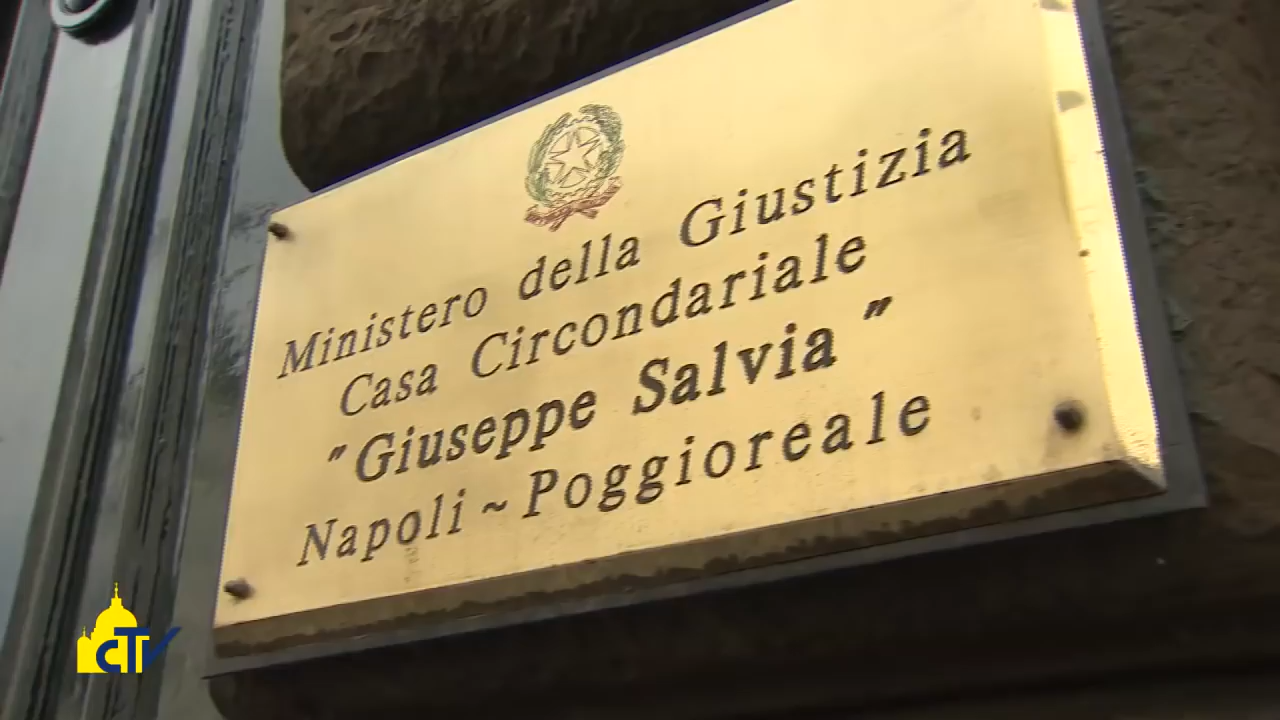 Ministero della Giustizia
Casa Circondariale
"Giuseppe Salvia"
Napoli ~ Poggioreale
CTV